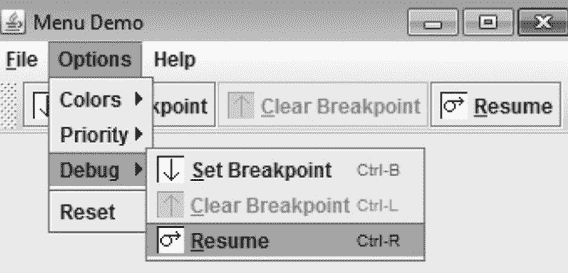 Menu Demo
File Options Help
Colors
kpoint Clear Breakpoint Resume
Priority
Debug
Set Breakpoint Ctrl-B
Clear Breakpoint Ctrl-L
Reset
Resume Ctrl-R